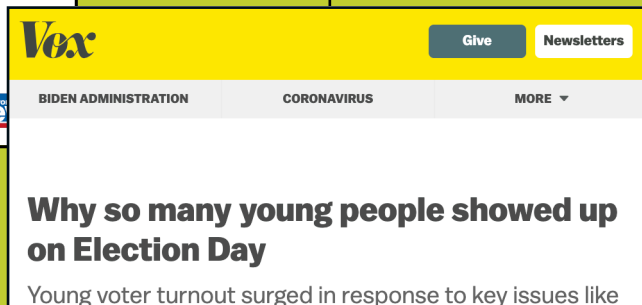 Vox
Give
Newsletters
BIDEN ADMINISTRATION
CORONAVIRUS
MORE
Why so many young people showed up
on Election Day
Young voter turnout surged in response to key issues like